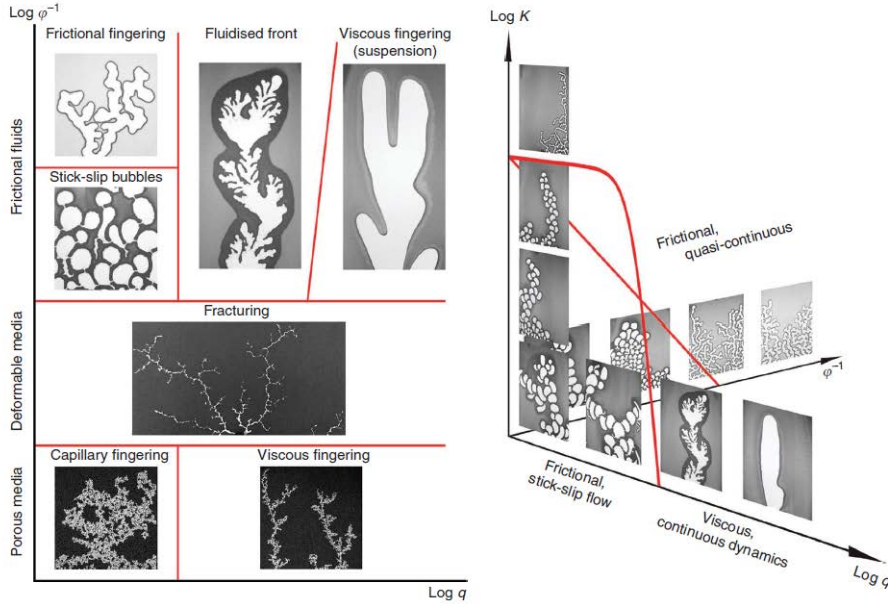 Log φ⁻¹
Frictional fingering
Fluidised front
Viscous fingering
(suspension)
Frictional fluids
Stick-slip bubbles
Fracturing
Deformable media
Capillary fingering
Viscous fingering
Porous media
Log q
Log K
Frictional,
quasi-continuous
φ⁻¹
Frictional,
stick-slip flow
Viscous,
continuous dynamics
Log q